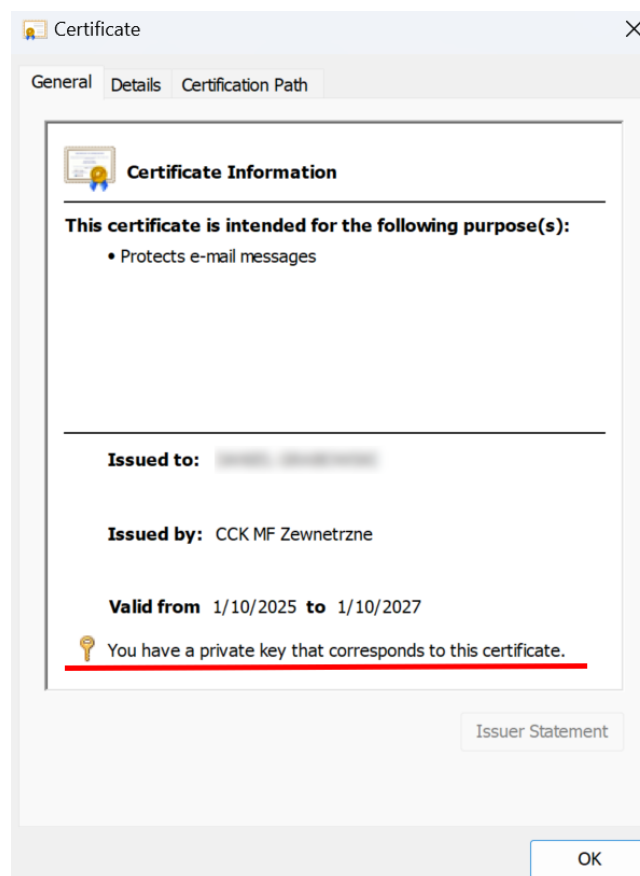 Certificate
General Details Certification Path
Certificate Information
This certificate is intended for the following purpose(s):
• Protects e-mail messages
Issued to:
Issued by: CCK MF Zewnetrzne
Valid from 1/10/2025 to 1/10/2027
You have a private key that corresponds to this certificate.
Issuer Statement
OK